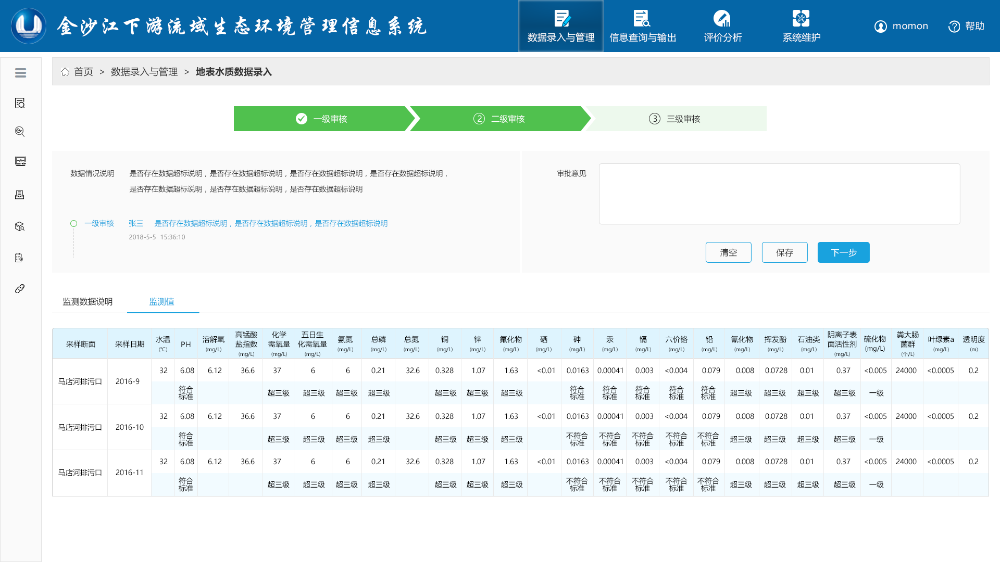 金沙江下游流域生态环境管理信息系统
数据录入与管理
信息查询与输出
评价分析
系统维护
momon
帮助
首页 > 数据录入与管理 > 地表水质数据录入
一级审核
2 二级审核
3 三级审核
数据情况说明
是否存在数据超标说明，是否存在数据超标说明，是否存在数据超标说明，是否存在数据超标说明，
是否存在数据超标说明，是否存在数据超标说明，是否存在数据超标说明
一级审核 张三 是否存在数据超标说明，是否存在数据超标说明，是否存在数据超标说明
2018-5-5 15:36:10
审批意见
清空 保存 下一步
监测数据说明 监测值
采样断面 采样日期 水温(℃) PH 溶解氧(mg/L) 高锰酸盐指数(mg/L) 化学需氧量(mg/L) 五日生化需氧量(mg/L) 氨氮(mg/L) 总磷(mg/L) 总氮(mg/L) 铜(mg/L) 锌(mg/L) 氟化物(mg/L) 硒(mg/L) 砷(mg/L) 汞(mg/L) 镉(mg/L) 六价铬(mg/L) 铅(mg/L) 氰化物(mg/L) 挥发酚(mg/L) 石油类(mg/L) 阴离子表面活性剂(mg/L) 硫化物(mg/L) 粪大肠菌群(个/L) 叶绿素a(mg/L) 透明度(m)
马店河排污口 2016-9 32 6.08 6.12 36.6 37 6 6 0.21 32.6 0.328 1.07 1.63 <0.01 0.0163 0.00041 0.003 <0.004 0.079 0.008 0.0728 0.01 0.37 <0.005 24000 <0.0005 0.2
符合标准 超三级 超三级 超三级 超三级 超三级 超三级 超三级 符合标准 符合标准 符合标准 符合标准 符合标准 超三级 超三级 超三级 超三级 一级
马店河排污口 2016-10 32 6.08 6.12 36.6 37 6 6 0.21 32.6 0.328 1.07 1.63 <0.01 0.0163 0.00041 0.003 <0.004 0.079 0.008 0.0728 0.01 0.37 <0.005 24000 <0.0005 0.2
符合标准 超三级 超三级 超三级 超三级 超三级 超三级 超三级 不符合标准 不符合标准 不符合标准 不符合标准 不符合标准 超三级 超三级 超三级 超三级 一级
马店河排污口 2016-11 32 6.08 6.12 36.6 37 6 6 0.21 32.6 0.328 1.07 1.63 <0.01 0.0163 0.00041 0.003 <0.004 0.079 0.008 0.0728 0.01 0.37 <0.005 24000 <0.0005 0.2
符合标准 超三级 超三级 超三级 超三级 超三级 超三级 超三级 不符合标准 不符合标准 不符合标准 不符合标准 不符合标准 超三级 超三级 超三级 超三级 一级